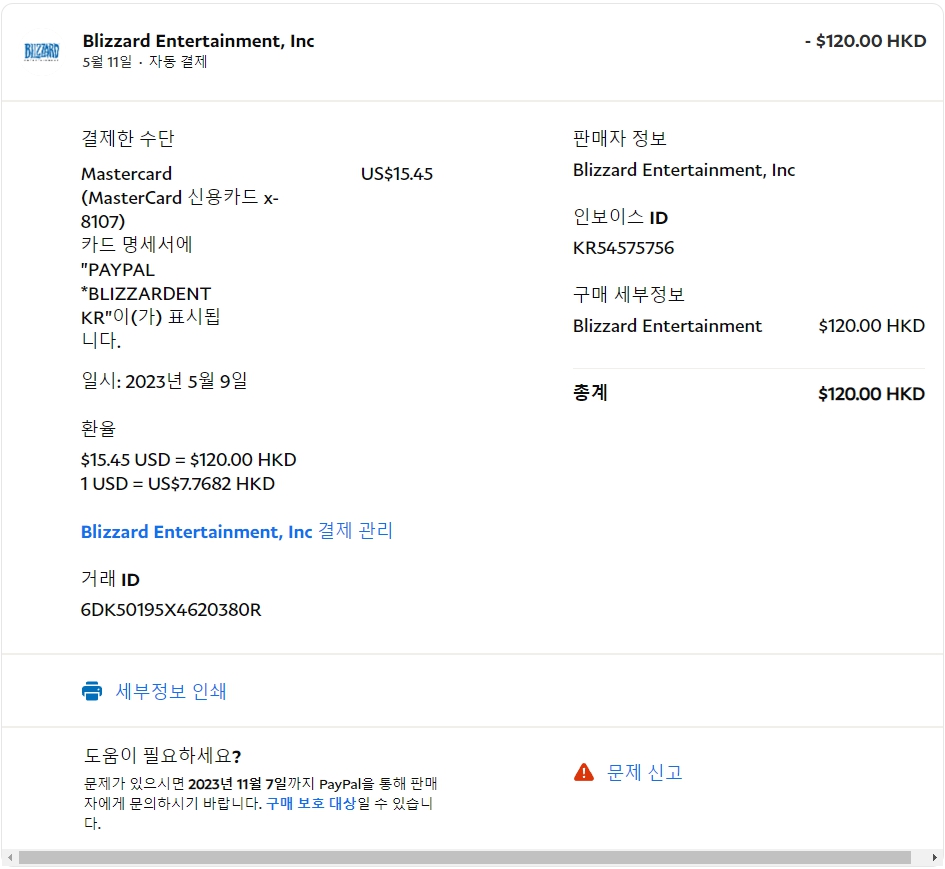 BLIZZARD
ENTERTAINMENT
Blizzard Entertainment, Inc
- $120.00 HKD
5월 11일 · 자동 결제
결제한 수단
Mastercard
US$15.45
(MasterCard 신용카드 x-
8107)
카드 명세서에
"PAYPAL
*BLIZZARDENT
KR"이(가) 표시됩
니다.
일시: 2023년 5월 9일
환율
$15.45 USD = $120.00 HKD
1 USD = US$7.7682 HKD
Blizzard Entertainment, Inc 결제 관리
거래 ID
6DK50195X4620380R
판매자 정보
Blizzard Entertainment, Inc
인보이스 ID
KR54575756
구매 세부정보
Blizzard Entertainment $120.00 HKD
총계 $120.00 HKD
세부정보 인쇄
도움이 필요하세요?
문제가 있으시면 2023년 11월 7일까지 PayPal을 통해 판매
자에게 문의하시기 바랍니다. 구매 보호 대상일 수 있습니
다.
문제 신고